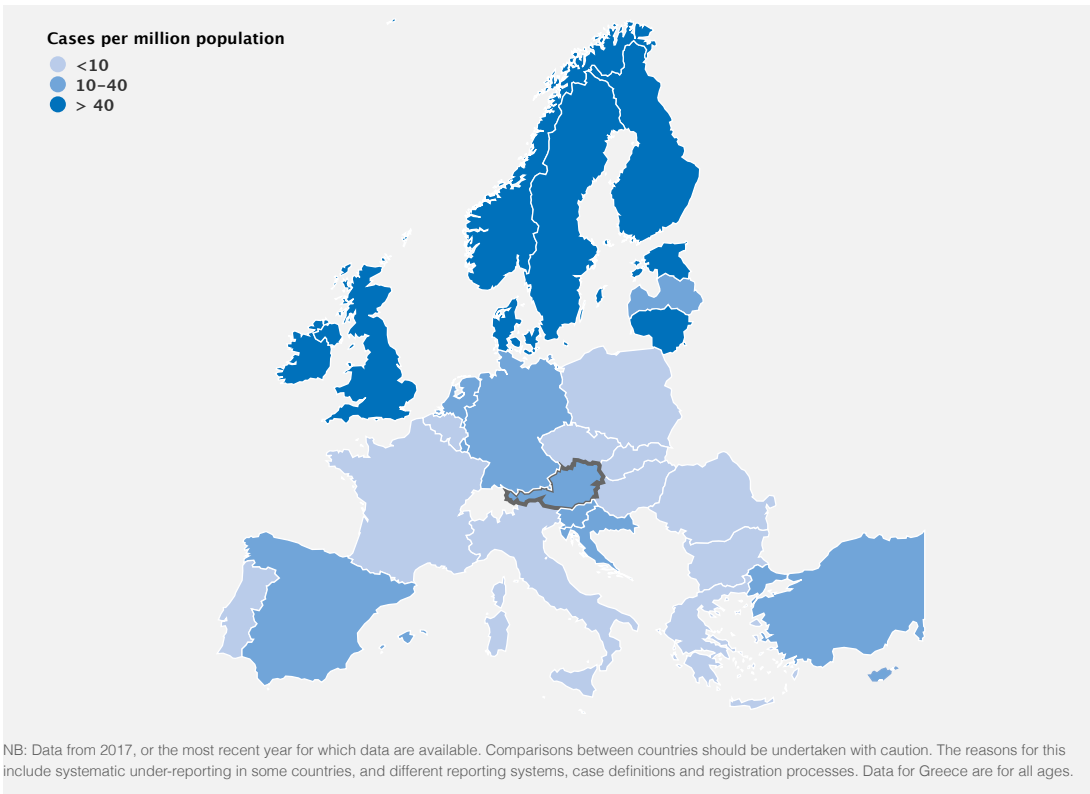 Cases per million population
<10
10–40
> 40
NB: Data from 2017, or the most recent year for which data are available. Comparisons between countries should be undertaken with caution. The reasons for this
include systematic under-reporting in some countries, and different reporting systems, case definitions and registration processes. Data for Greece are for all ages.